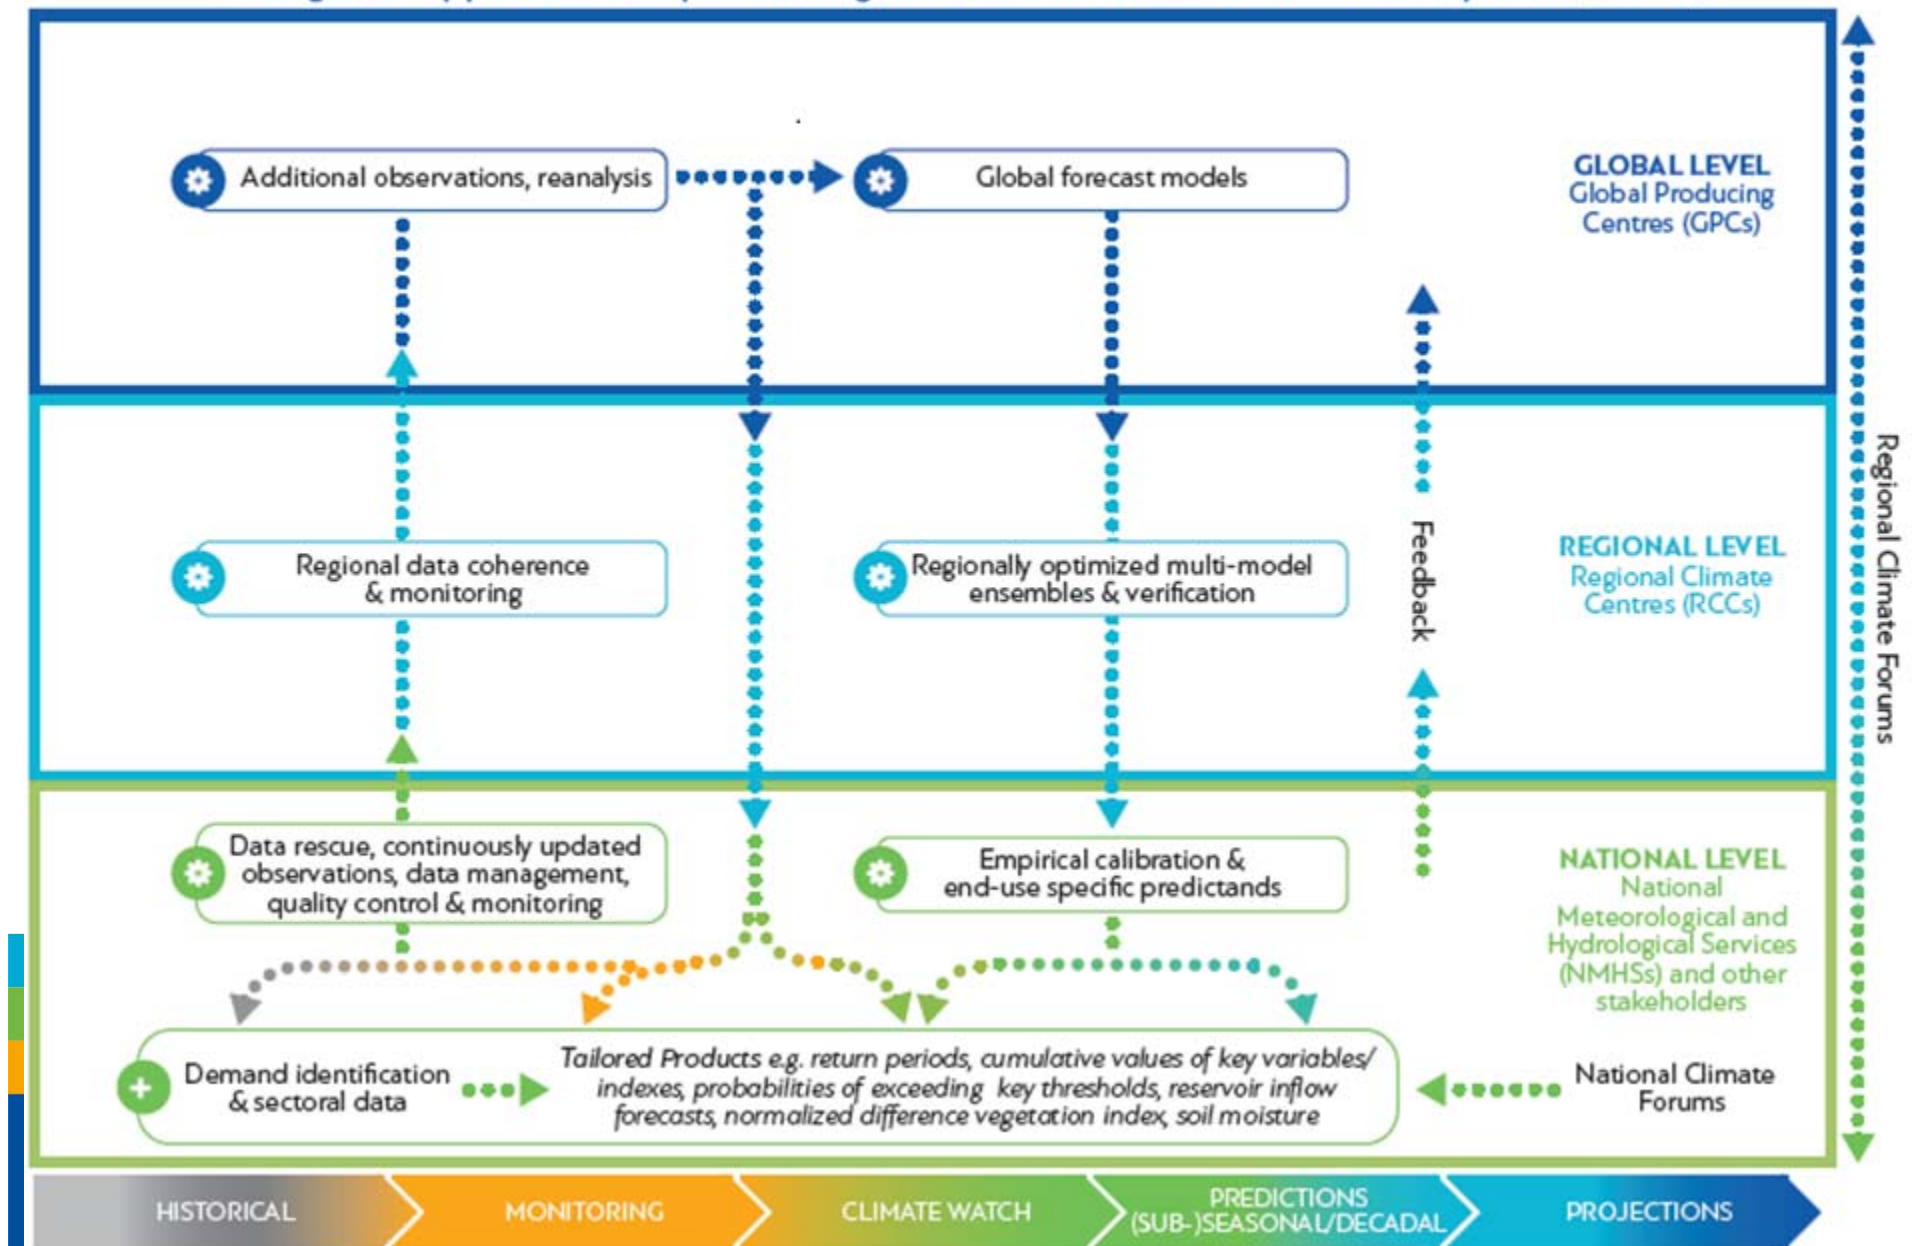 Additional observations, reanalysis
Global forecast models
GLOBAL LEVEL
Global Producing
Centres (GPCs)
Regional data coherence
& monitoring
Regionally optimized multi-model
ensembles & verification
Feedback
REGIONAL LEVEL
Regional Climate
Centres (RCCs)
Regional Climate Forums
Data rescue, continuously updated
observations, data management,
quality control & monitoring
Empirical calibration &
end-use specific predictands
NATIONAL LEVEL
National
Meteorological and
Hydrological Services
(NMHSs) and other
stakeholders
Demand identification
& sectoral data
Tailored Products e.g. return periods, cumulative values of key variables/
indexes, probabilities of exceeding key thresholds, reservoir inflow
forecasts, normalized difference vegetation index, soil moisture
National Climate
Forums
HISTORICAL
MONITORING
CLIMATE WATCH
PREDICTIONS
(SUB-)SEASONAL/DECADAL
PROJECTIONS